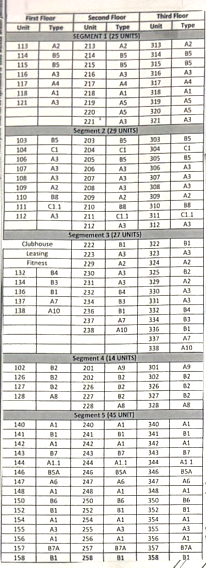 First Floor Second Floor Third Floor
Unit Type Unit Type Unit Type
SEGMENT 1 (25 UNITS)
113 A2 213 A2 313 A2
114 B5 214 B5 314 B5
115 B5 215 B5 315 B5
116 A3 216 A3 316 A3
117 A4 217 A4 317 A4
118 A1 218 A1 318 A1
121 A3 219 A5 319 A5
220 A5 320 A5
221 A3 321 A3
Segment 2 (29 UNITS)
103 B5 203 B5 303 B5
104 C1 204 C1 304 C1
106 A3 205 B5 305 B5
107 A3 206 A3 306 A3
108 A3 207 A3 307 A3
109 A2 208 A3 308 A3
110 B8 209 A2 309 A2
111 C1.1 210 B8 310 B8
112 A3 211 C1.1 311 C1.1
212 A3 312 A3
Segmement 3 (27 UNITS)
Clubhouse 222 B1 322 B1
Leasing 223 A3 323 A3
Fitness 229 A2 324 A2
132 B4 230 A3 325 B2
134 B3 231 A3 329 A2
136 B1 232 B4 330 A3
137 A7 234 B3 331 A3
138 A10 236 B1 332 B4
237 A7 334 B3
238 A10 336 B1
337 A7
338 A10
Segment 4 (14 UNITS)
102 B2 201 A9 301 A9
126 B2 202 B2 302 B2
127 B2 226 B2 326 B2
128 A8 227 B2 327 B2
228 A8 328 A8
Segment 5 (45 UNIT)
140 A1 240 A1 340 A1
141 B1 241 B1 341 B1
142 A1 242 A1 342 A1
143 B7 243 B7 343 B7
144 A1.1 244 A1.1 344 A1.1
146 B5A 246 B5A 346 B5A
147 A6 247 A6 347 A6
148 A1 248 A1 348 A1
150 B6 250 B6 350 B6
152 B1 252 B1 352 B1
154 A1 254 A1 354 A1
155 A3 255 A3 355 A3
156 A1 256 A1 356 A1
157 B7A 257 B7A 357 B7A
158 B1 258 B1 358 B1